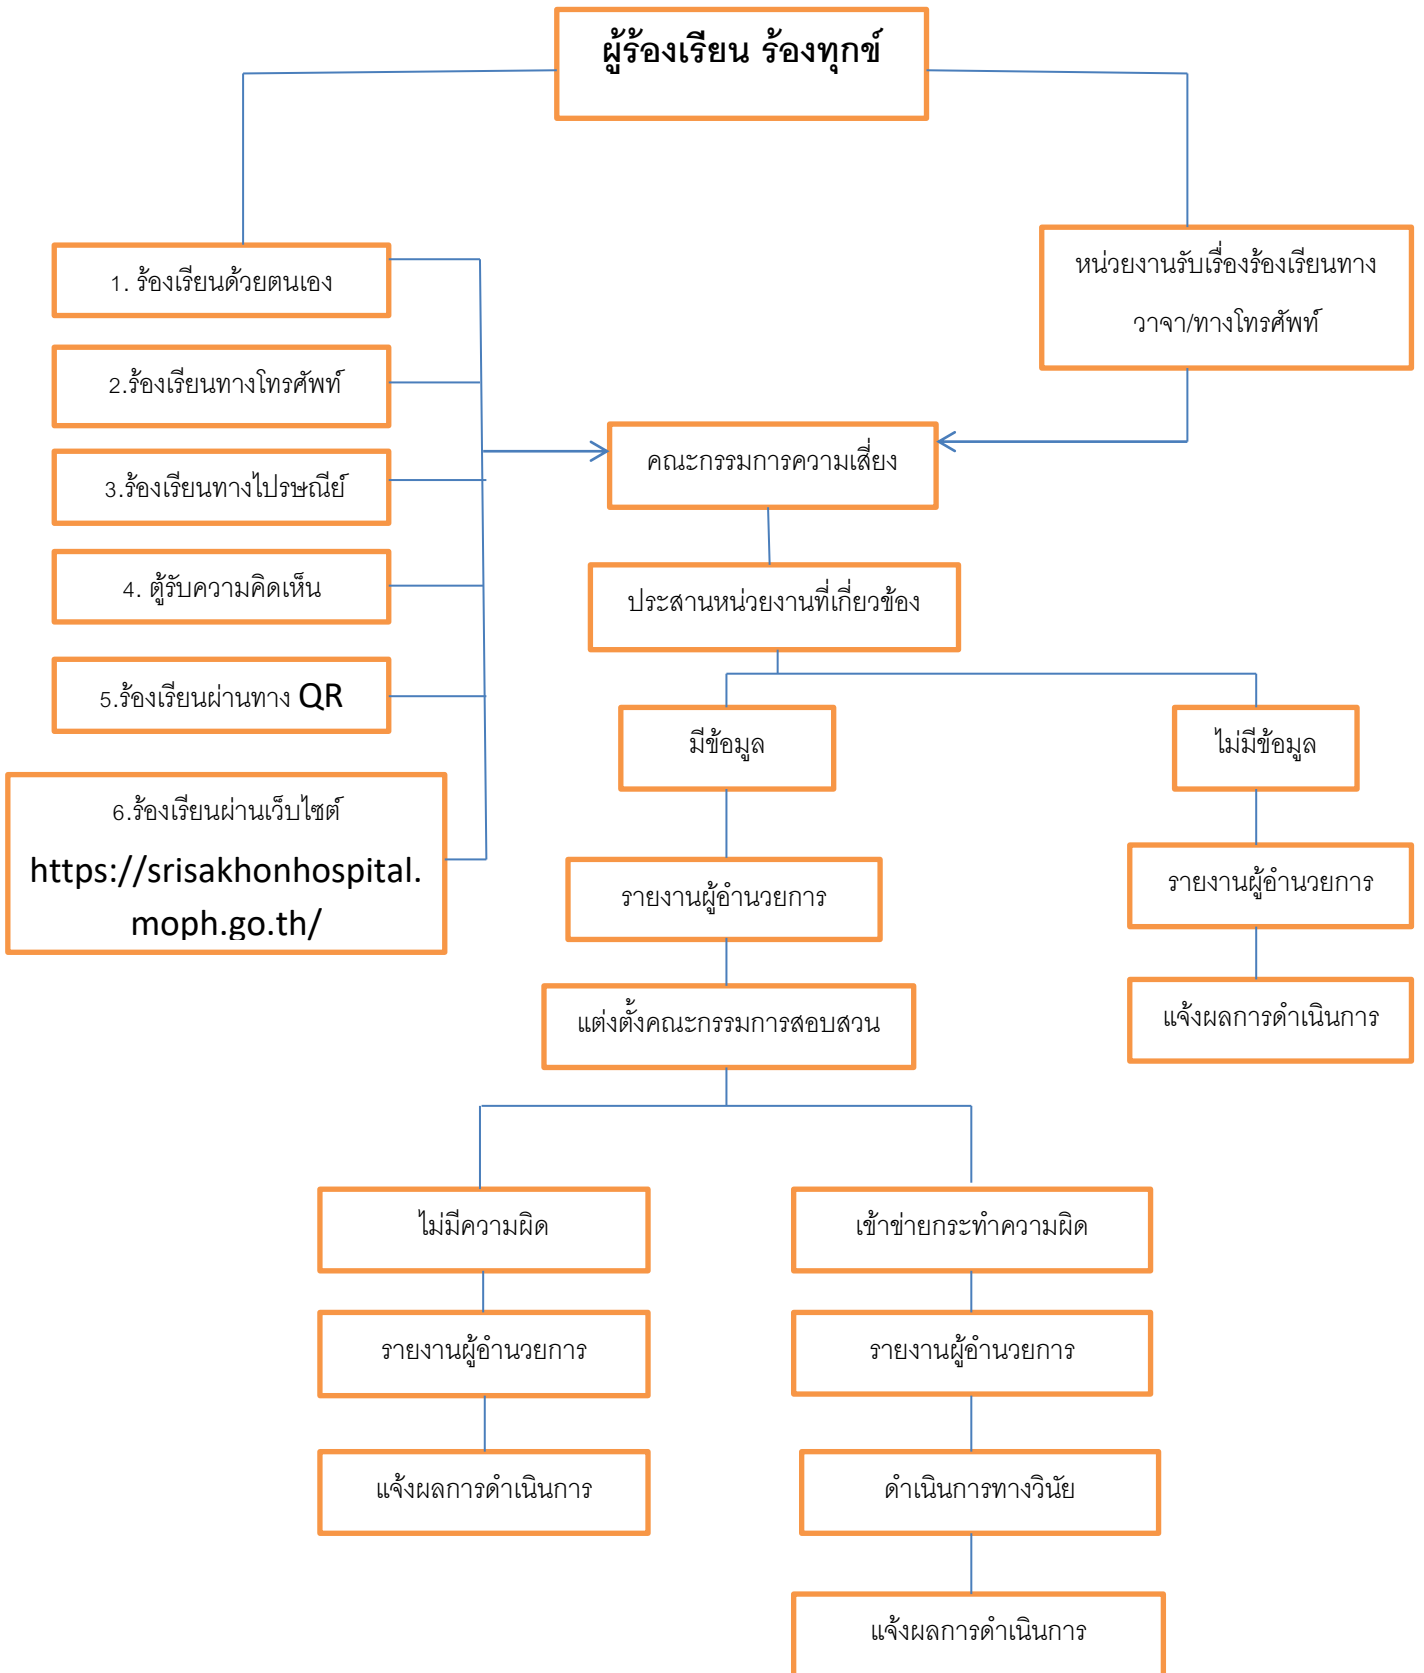 ผู้ร้องเรียน ร้องทุกข์
1. ร้องเรียนด้วยตนเอง
2.ร้องเรียนทางโทรศัพท์
3.ร้องเรียนทางไปรษณีย์
4. ตู้รับความคิดเห็น
5.ร้องเรียนผ่านทาง QR
6.ร้องเรียนผ่านเว็บไซต์
https://srisakhonhospital.
moph.go.th/
หน่วยงานรับเรื่องร้องเรียนทาง
วาจา/ทางโทรศัพท์
คณะกรรมการความเสี่ยง
ประสานหน่วยงานที่เกี่ยวข้อง
มีข้อมูล
ไม่มีข้อมูล
รายงานผู้อำนวยการ
รายงานผู้อำนวยการ
แต่งตั้งคณะกรรมการสอบสวน
แจ้งผลการดำเนินการ
ไม่มีความผิด
เข้าข่ายกระทำความผิด
รายงานผู้อำนวยการ
รายงานผู้อำนวยการ
แจ้งผลการดำเนินการ
ดำเนินการทางวินัย
แจ้งผลการดำเนินการ